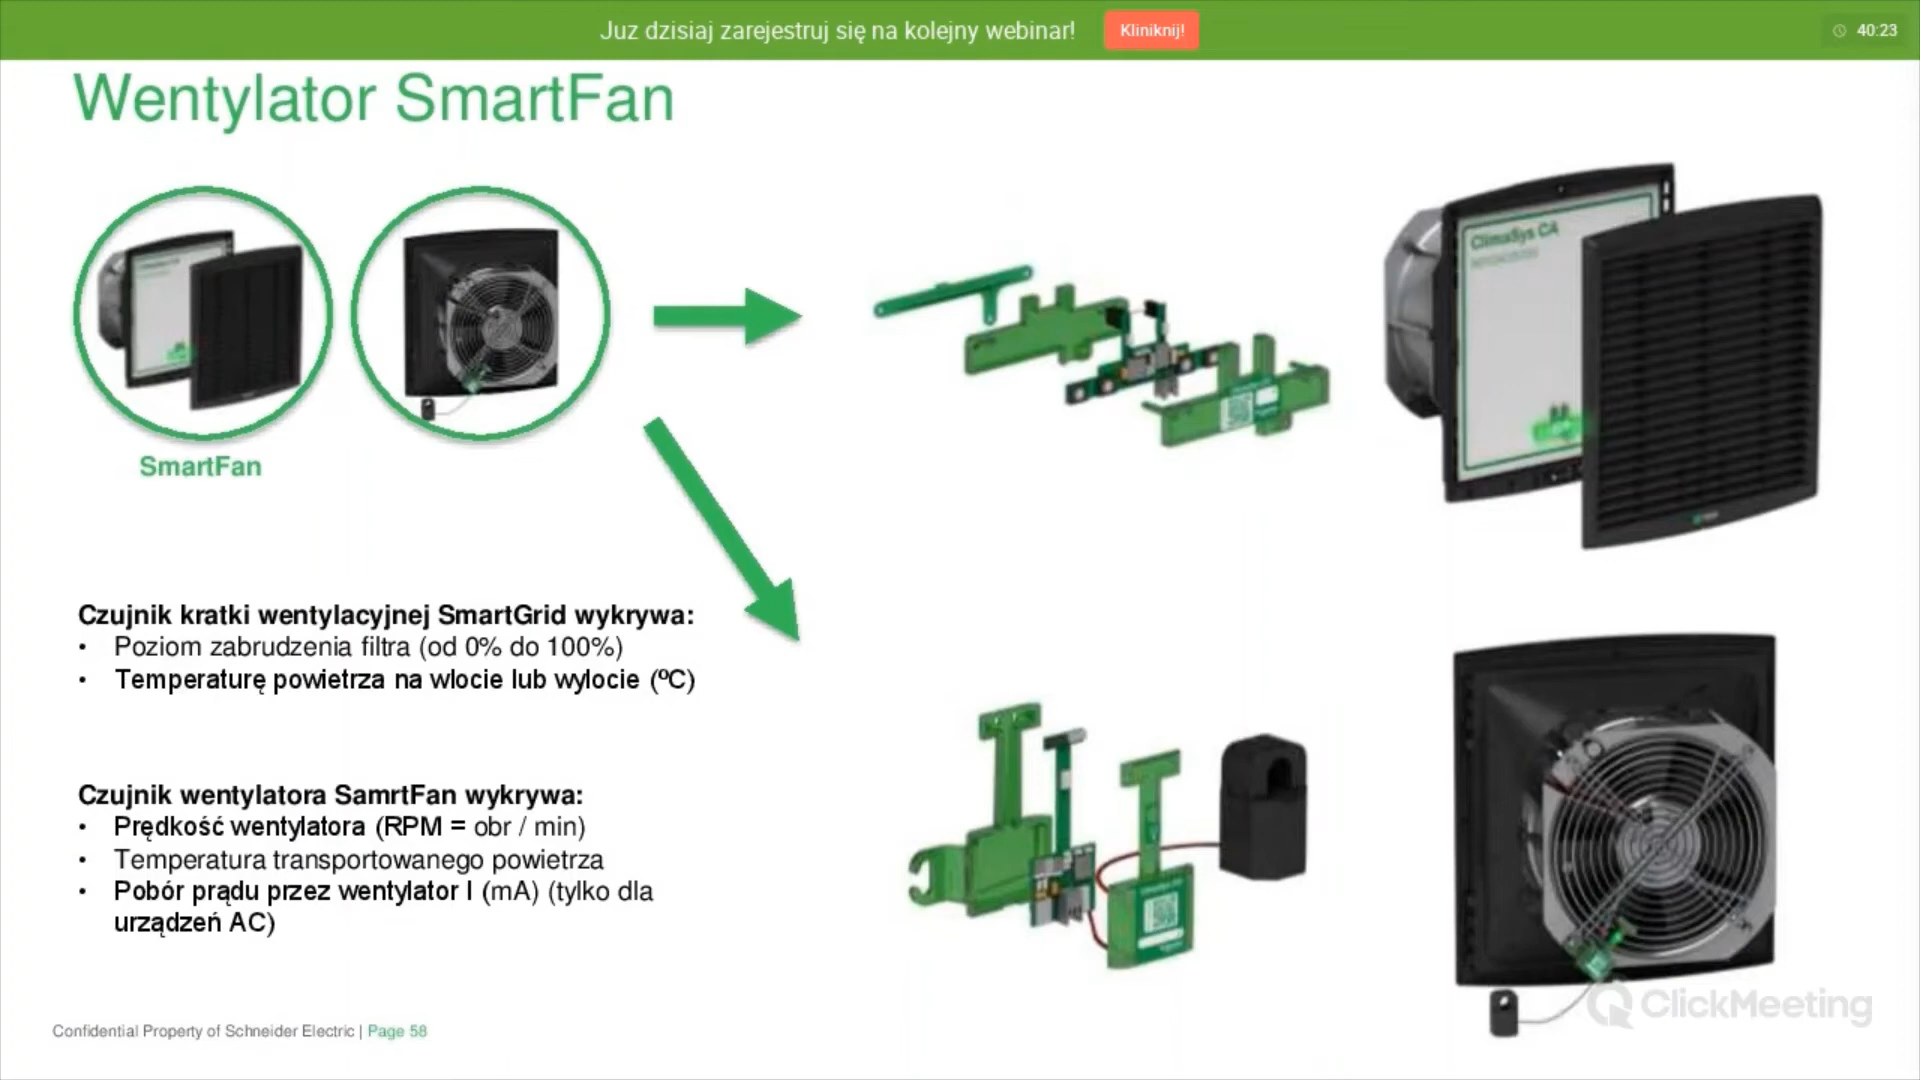 Juz dzisiaj zarejestruj się na kolejny webinar!
Kliniknij!
40:23
Wentylator SmartFan
ClimaSys CA
ClimaSys CA
SmartFan
Czujnik kratki wentylacyjnej SmartGrid wykrywa:
• Poziom zabrudzenia filtra (od 0% do 100%)
• Temperaturę powietrza na wlocie lub wylocie (ºC)
Czujnik wentylatora SamrtFan wykrywa:
• Prędkość wentylatora (RPM = obr / min)
• Temperatura transportowanego powietrza
• Pobór prądu przez wentylator I (mA) (tylko dla
urządzeń AC)
Confidential Property of Schneider Electric | Page 58
ClickMeeting